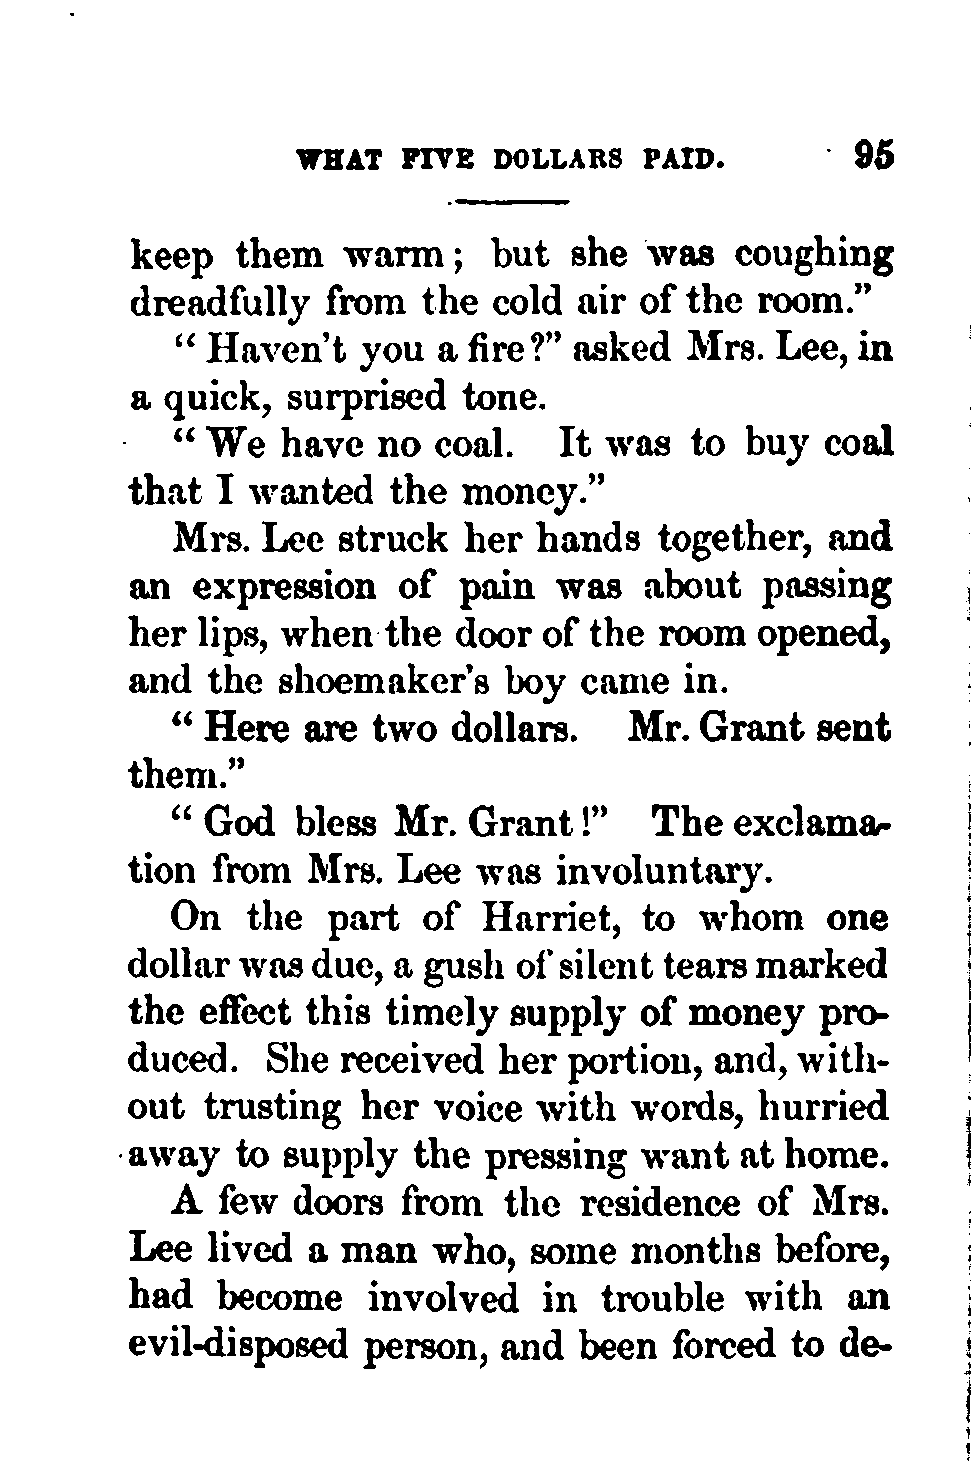 WHAT FIVE DOLLARS PAID. 95
keep them warm; but she was coughing
dreadfully from the cold air of the room."
"Haven't you a fire?" asked Mrs. Lee, in
a quick, surprised tone.
"We have no coal. It was to buy coal
that I wanted the money."
Mrs. Lee struck her hands together, and
an expression of pain was about passing
her lips, when the door of the room opened,
and the shoemaker's boy came in.
"Here are two dollars. Mr. Grant sent
them."
"God bless Mr. Grant!" The exclama-
tion from Mrs. Lee was involuntary.
On the part of Harriet, to whom one
dollar was due, a gush of silent tears marked
the effect this timely supply of money pro-
duced. She received her portion, and, with-
out trusting her voice with words, hurried
away to supply the pressing want at home.
A few doors from the residence of Mrs.
Lee lived a man who, some months before,
had become involved in trouble with an
evil-disposed person, and been forced to de-